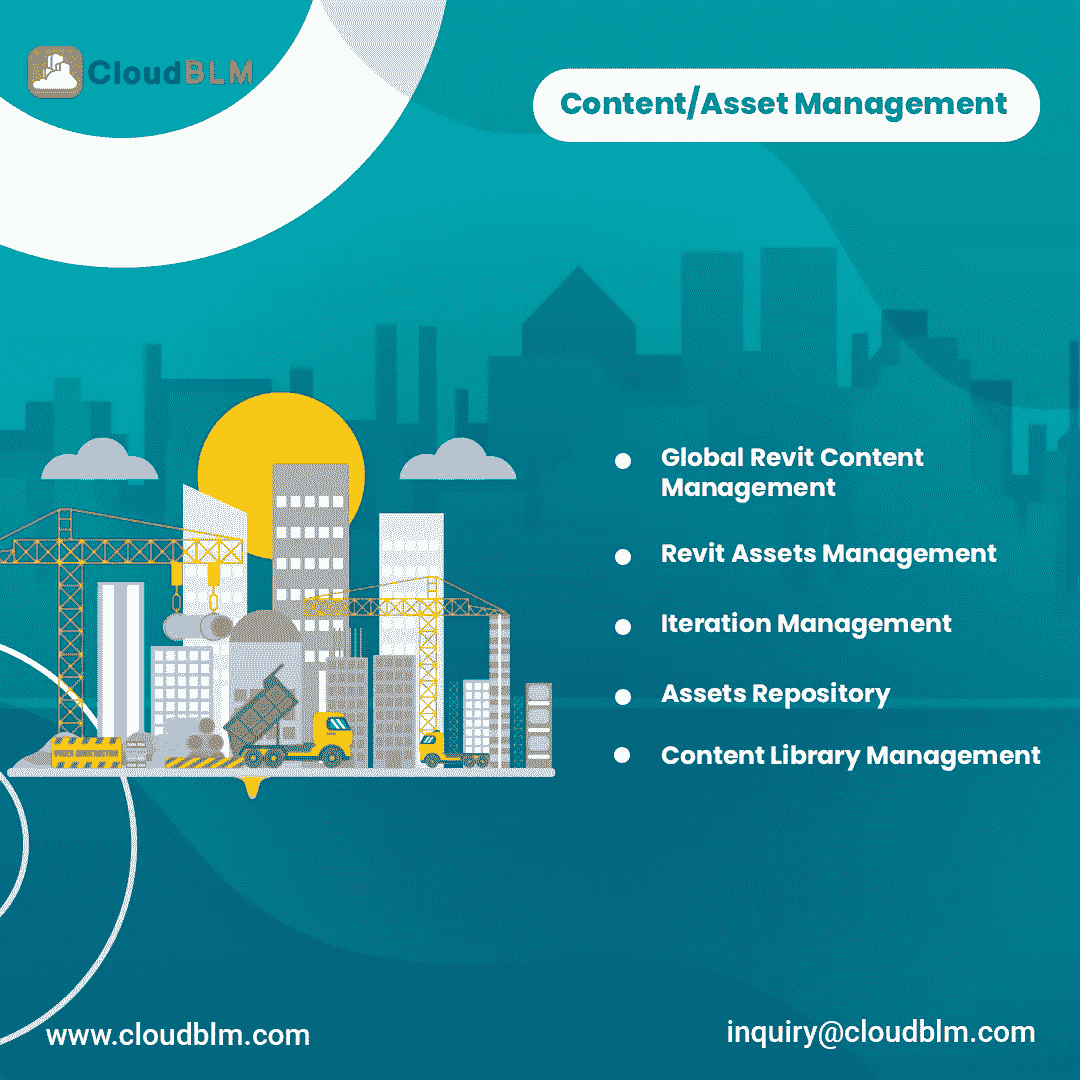 CloudBLM
Content/Asset Management
Global Revit Content
Management
Revit Assets Management
Iteration Management
Assets Repository
Content Library Management
www.cloudblm.com
inquiry@cloudblm.com